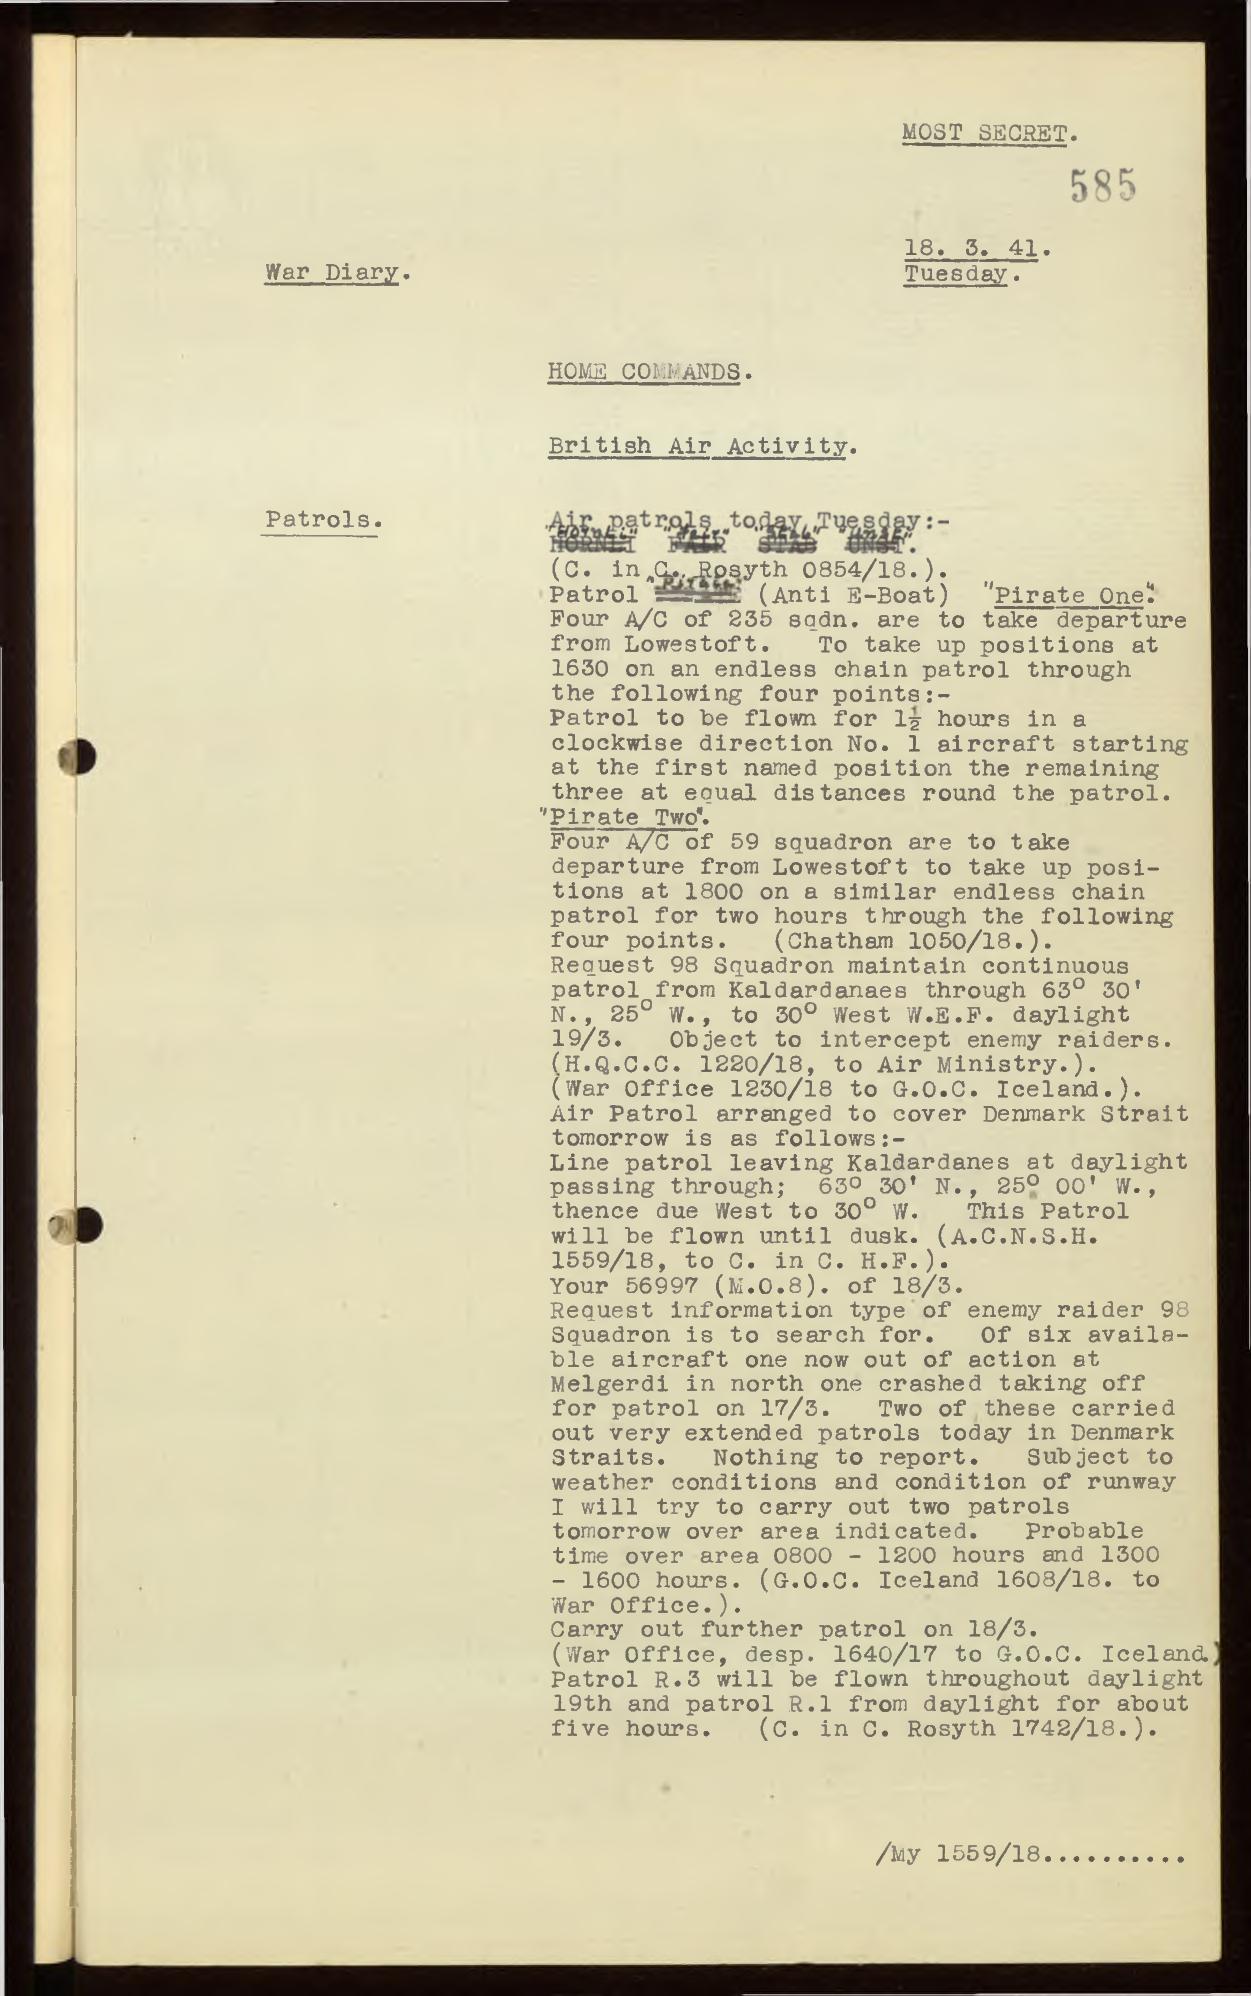 MOST SECRET.
585
18. 3. 41.
Tuesday.
War Diary.
HOME COMMANDS.
British Air Activity.
Patrols.
Air patrols today Tuesday:-
"Fair" "Stab" "Unst".
FAIR STAB UNST.
(C. in C. Rosyth 0854/18.).
Patrol "Pirate" (Anti E-Boat) "Pirate One".
Four A/C of 235 sqdn. are to take departure
from Lowestoft. To take up positions at
1630 on an endless chain patrol through
the following four points:-
Patrol to be flown for 1½ hours in a
clockwise direction No. 1 aircraft starting
at the first named position the remaining
three at equal distances round the patrol.
"Pirate Two".
Four A/C of 59 squadron are to take
departure from Lowestoft to take up posi-
tions at 1800 on a similar endless chain
patrol for two hours through the following
four points. (Chatham 1050/18.).
Request 98 Squadron maintain continuous
patrol from Kaldardanaes through 63° 30'
N., 25° W., to 30° West W.E.F. daylight
19/3. Object to intercept enemy raiders.
(H.Q.C.C. 1220/18, to Air Ministry.).
(War Office 1230/18 to G.O.C. Iceland.).
Air Patrol arranged to cover Denmark Strait
tomorrow is as follows:-
Line patrol leaving Kaldardanes at daylight
passing through; 63° 30' N., 25° 00' W.,
thence due West to 30° W. This Patrol
will be flown until dusk. (A.C.N.S.H.
1559/18, to C. in C. H.F.).
Your 56997 (M.O.8). of 18/3.
Request information type of enemy raider 98
Squadron is to search for. Of six availa-
ble aircraft one now out of action at
Melgerdi in north one crashed taking off
for patrol on 17/3. Two of these carried
out very extended patrols today in Denmark
Straits. Nothing to report. Subject to
weather conditions and condition of runway
I will try to carry out two patrols
tomorrow over area indicated. Probable
time over area 0800 - 1200 hours and 1300
- 1600 hours. (G.O.C. Iceland 1608/18. to
War Office.).
Carry out further patrol on 18/3.
(War Office, desp. 1640/17 to G.O.C. Iceland.)
Patrol R.3 will be flown throughout daylight
19th and patrol R.1 from daylight for about
five hours. (C. in C. Rosyth 1742/18.).
/My 1559/18..........